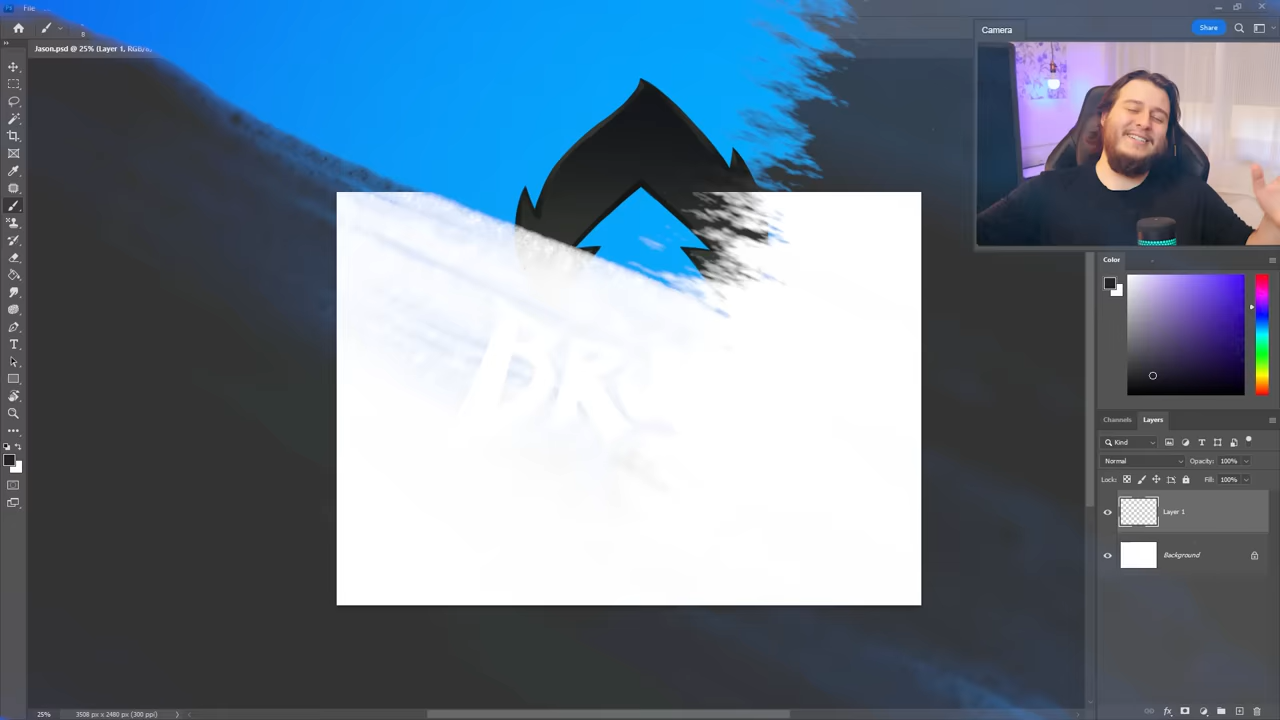 File
8
Share
Jason.psd @ 25% (Layer 1, RGB/
Camera
BR
Color
Channels
Layers
Kind
Normal
Opacity: 100%
Lock:
Fill: 100%
Layer 1
Background
25%
3508 px x 2480 px (300 ppi)